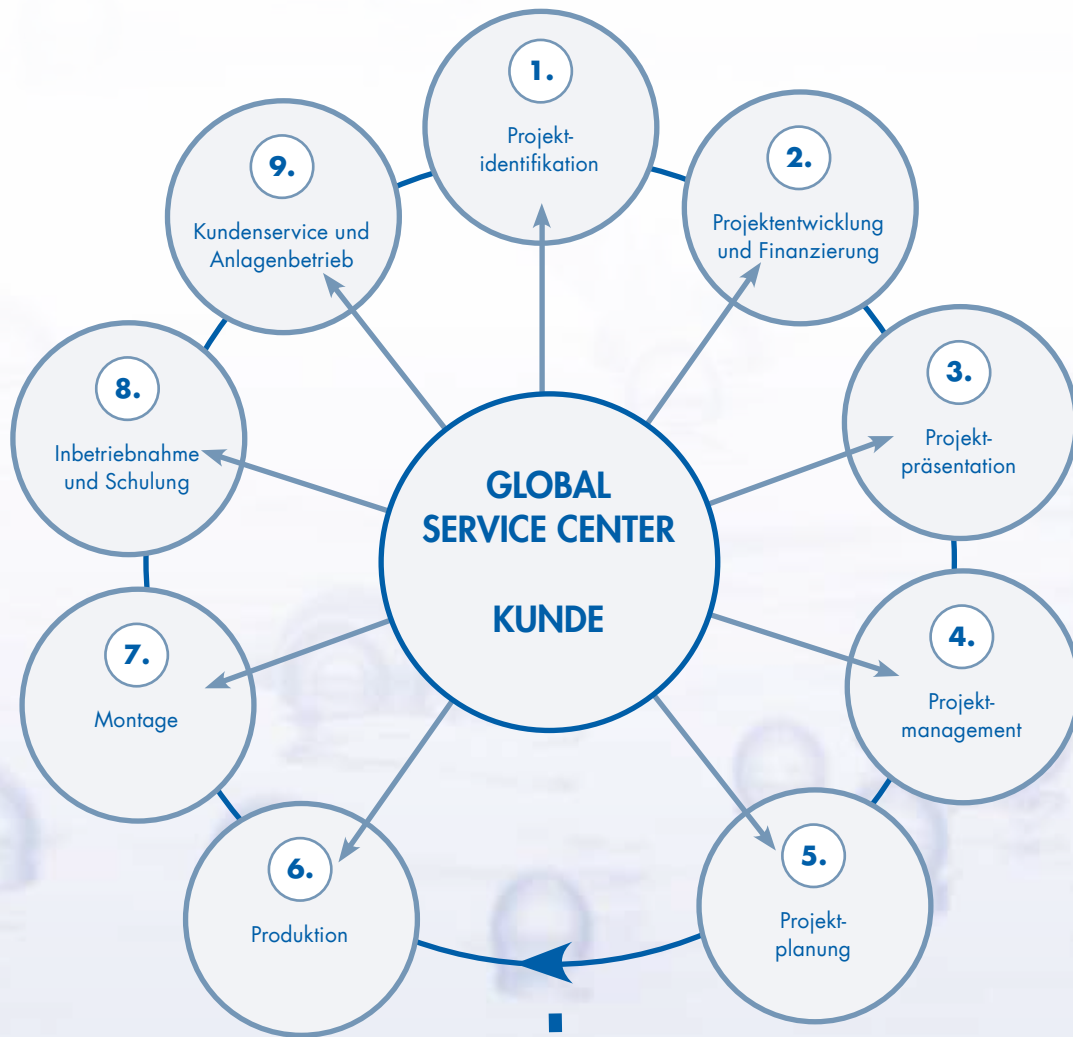 1.
Projekt-
identifikation
2.
Projektentwicklung
und Finanzierung
3.
Projekt-
präsentation
4.
Projekt-
management
5.
Projekt-
planung
6.
Produktion
7.
Montage
8.
Inbetriebnahme
und Schulung
9.
Kundenservice und
Anlagenbetrieb
GLOBAL
SERVICE CENTER
KUNDE